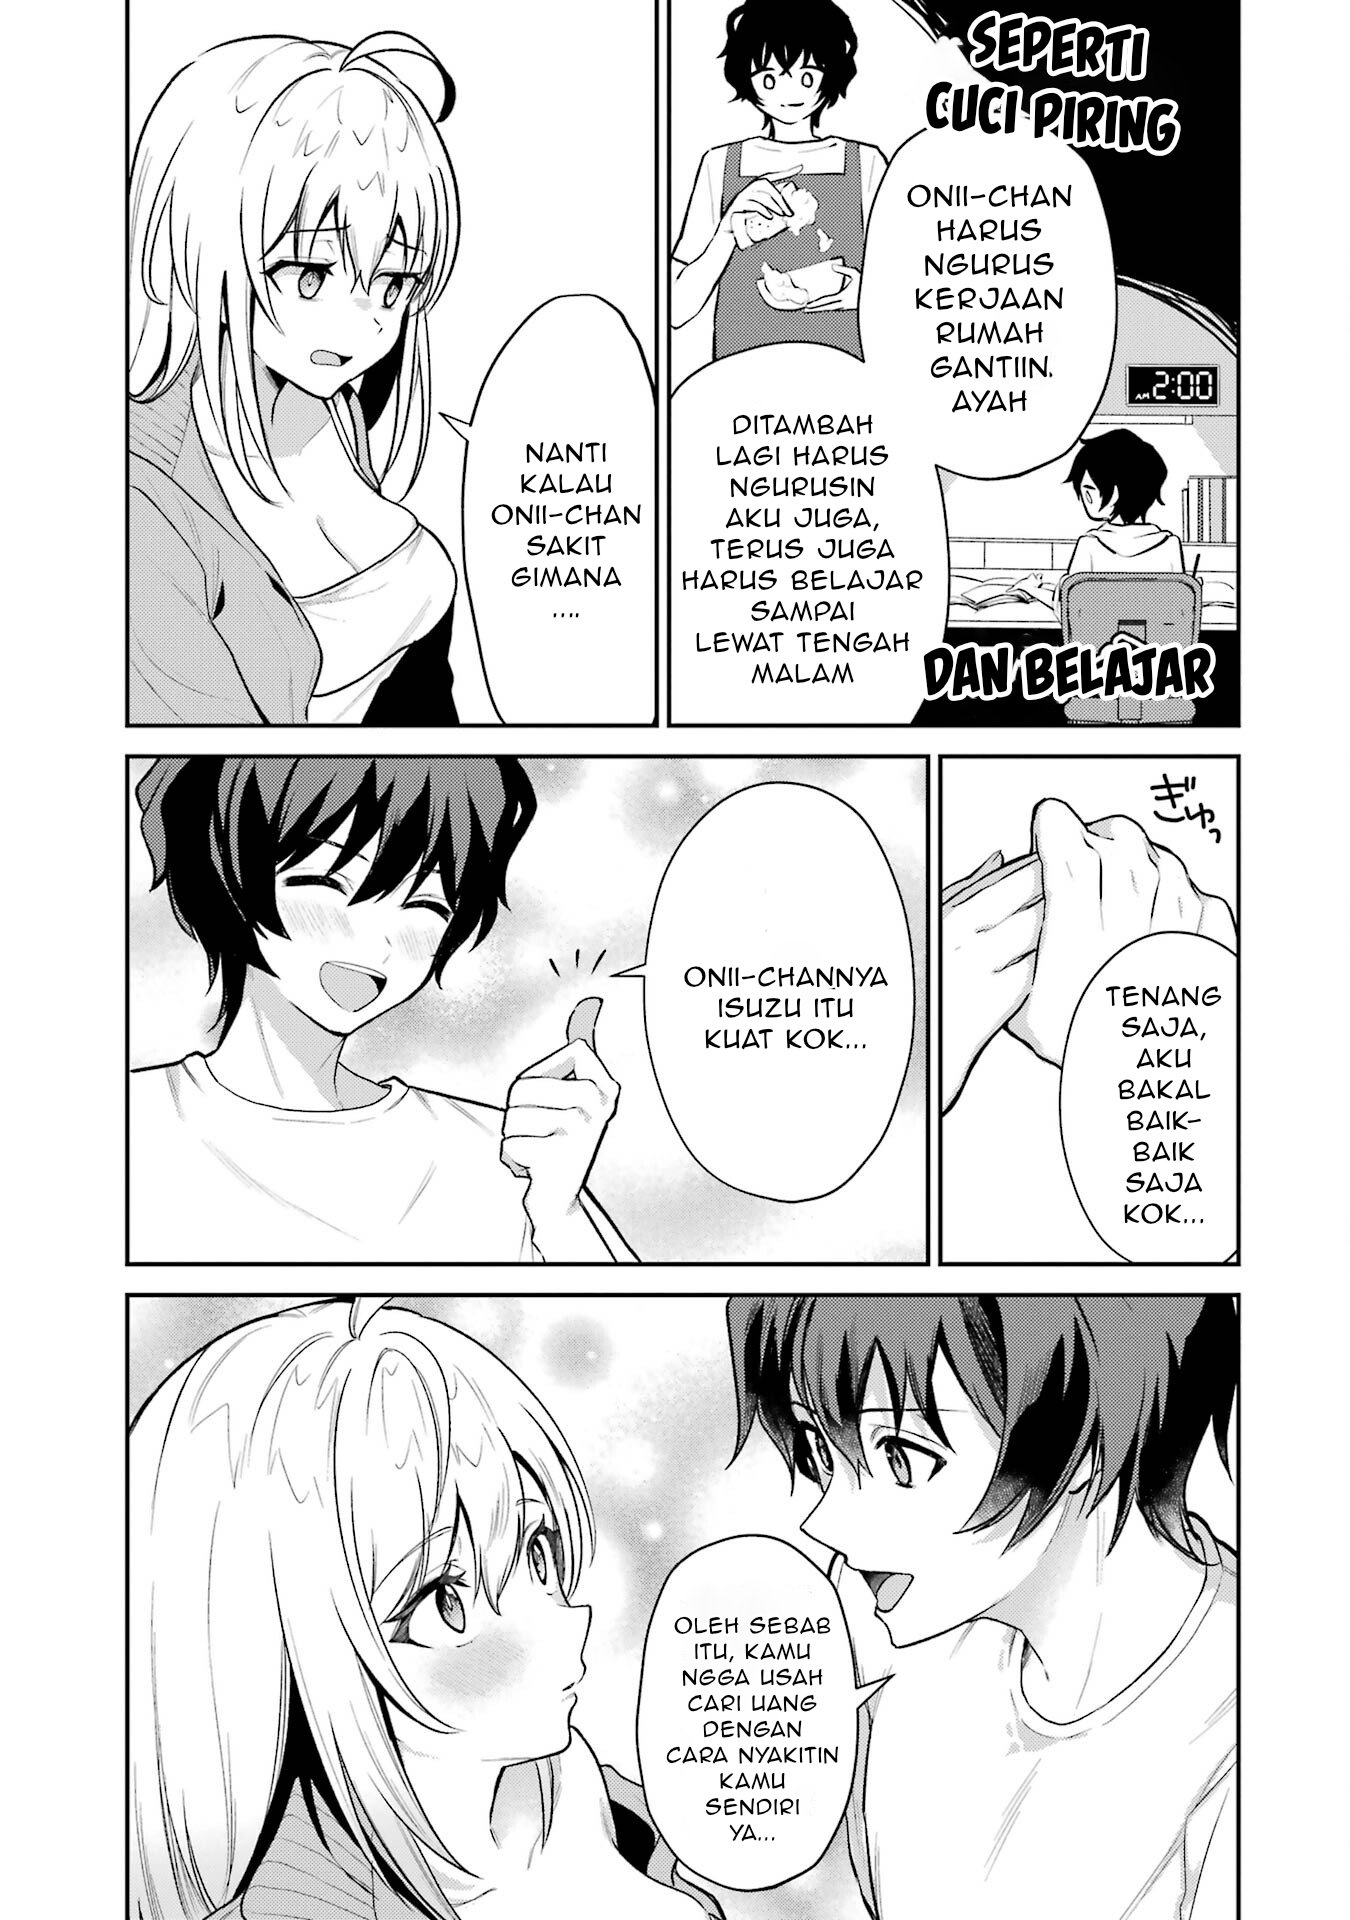 SEPERTI
CUCI PIRING
ONII-CHAN
HARUS
NGURUS
KERJAAN
RUMAH
GANTIIN.
AYAH
AM 2:00
DITAMBAH
LAGI HARUS
NGURUSIN
AKU JUGA,
TERUS JUGA
HARUS BELAJAR
SAMPAI
LEWAT TENGAH
MALAM
DAN BELAJAR
NANTI
KALAU
ONII-CHAN
SAKIT
GIMANA
....
ぎゅっ
TENANG
SAJA,
AKU
BAKAL
BAIK-
BAIK
SAJA
KOK...
ONII-CHANNYA
ISUZU ITU
KUAT KOK...
OLEH SEBAB
ITU, KAMU
NGGA USAH
CARI UANG
DENGAN
CARA NYAKITIN
KAMU
SENDIRI
YA...